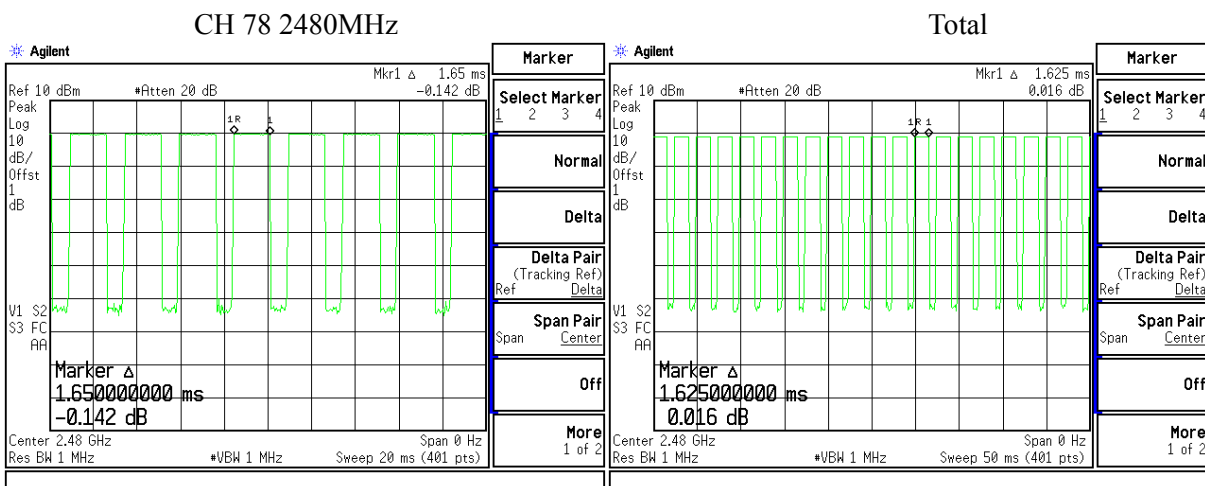 CH 78 2480MHz
Total
Agilent
Marker
Mkr1 Δ 1.65 ms
Ref 10 dBm #Atten 20 dB -0.142 dB
Peak
Log
10
dB/
Offst
1
dB
1R 1
V1 S2
S3 FC
AA
Marker Δ
1.650000000 ms
-0.142 dB
Center 2.48 GHz Span 0 Hz
Res BW 1 MHz #VBW 1 MHz Sweep 20 ms (401 pts)
Select Marker
1 2 3 4
Normal
Delta
Delta Pair
(Tracking Ref)
Ref Delta
Span Pair
Span Center
Off
More
1 of 2
Agilent
Marker
Mkr1 Δ 1.625 ms
Ref 10 dBm #Atten 20 dB 0.016 dB
Peak
Log
10
dB/
Offst
1
dB
1R 1
V1 S2
S3 FC
AA
Marker Δ
1.625000000 ms
0.016 dB
Center 2.48 GHz Span 0 Hz
Res BW 1 MHz #VBW 1 MHz Sweep 50 ms (401 pts)
Select Marker
1 2 3 4
Normal
Delta
Delta Pair
(Tracking Ref)
Ref Delta
Span Pair
Span Center
Off
More
1 of 2